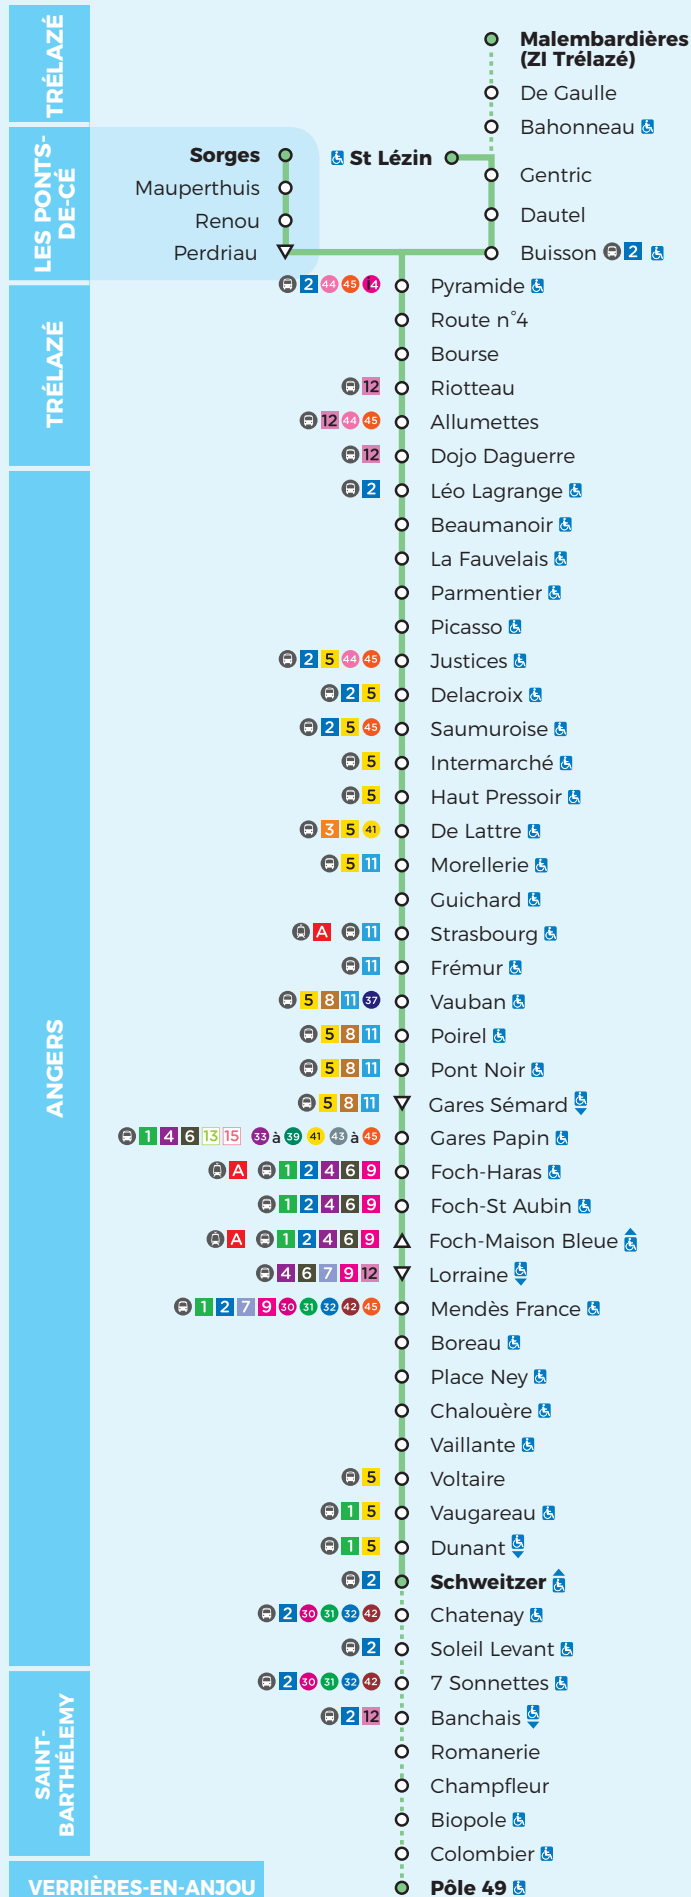 TRÉLAZÉ
Malembardières
(ZI Trélazé)
De Gaulle
Bahonneau
LES PONTS-
DE-CÉ
Sorges
St Lézin
Mauperthuis
Gentric
Renou
Dautel
Perdriau
Buisson 2
TRÉLAZÉ
2 44 45 i4 Pyramide
Route n°4
Bourse
12 Riotteau
12 44 45 Allumettes
12 Dojo Daguerre
ANGERS
2 Léo Lagrange
Beaumanoir
La Fauvelais
Parmentier
Picasso
2 5 44 45 Justices
2 5 Delacroix
2 5 45 Saumuroise
5 Intermarché
5 Haut Pressoir
3 5 41 De Lattre
5 11 Morellerie
Guichard
A 11 Strasbourg
11 Frémur
5 8 11 37 Vauban
5 8 11 Poirel
5 8 11 Pont Noir
5 8 11 Gares Sémard
1 4 6 13 15 33 à 39 41 43 à 45 Gares Papin
A 1 2 4 6 9 Foch-Haras
1 2 4 6 9 Foch-St Aubin
A 1 2 4 6 9 Foch-Maison Bleue
4 6 7 9 12 Lorraine
1 2 7 9 30 31 32 42 45 Mendès France
Boreau
Place Ney
Chalouère
Vaillante
5 Voltaire
1 5 Vaugareau
1 5 Dunant
2 Schweitzer
2 30 31 32 42 Chatenay
2 Soleil Levant
SAINT-
BARTHÉLEMY
2 30 31 32 42 7 Sonnettes
2 12 Banchais
Romanerie
Champfleur
Biopole
Colombier
VERRIÈRES-EN-ANJOU
Pôle 49